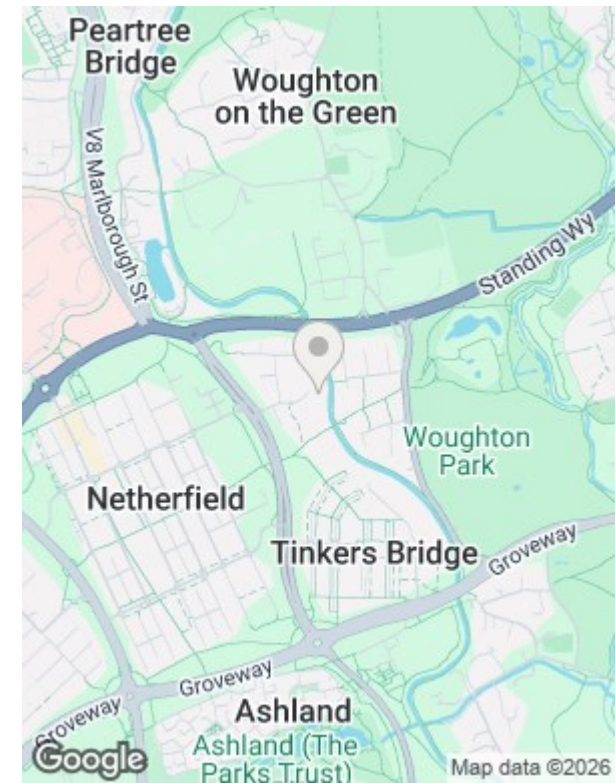 Peartree
Bridge
Woughton
on the Green
V8 Marlborough St
Standing Wy
Woughton
Park
Netherfield
Tinkers Bridge
Groveway
Groveway
Groveway
Ashland
Ashland (The
Parks Trust)
Google
Map data ©2026